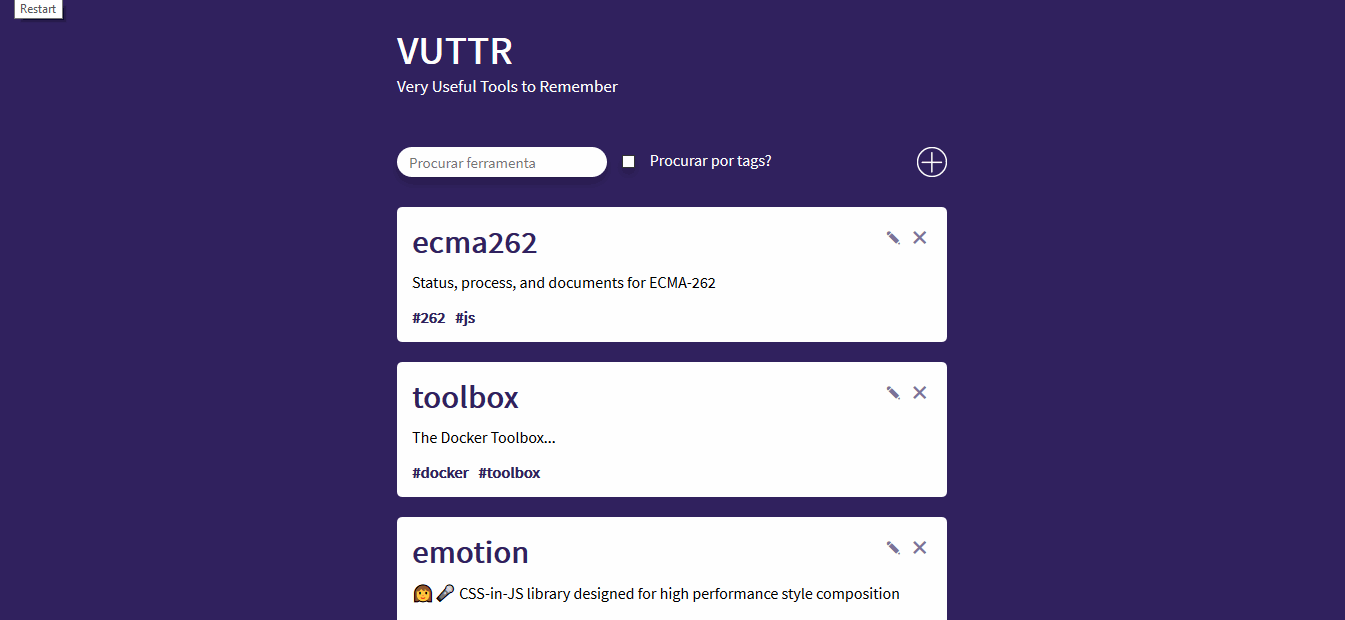 Restart
VUTTR
Very Useful Tools to Remember
Procurar ferramenta
Procurar por tags?
ecma262
Status, process, and documents for ECMA-262
#262 #js
toolbox
The Docker Toolbox...
#docker #toolbox
emotion
👩‍🎤 CSS-in-JS library designed for high performance style composition